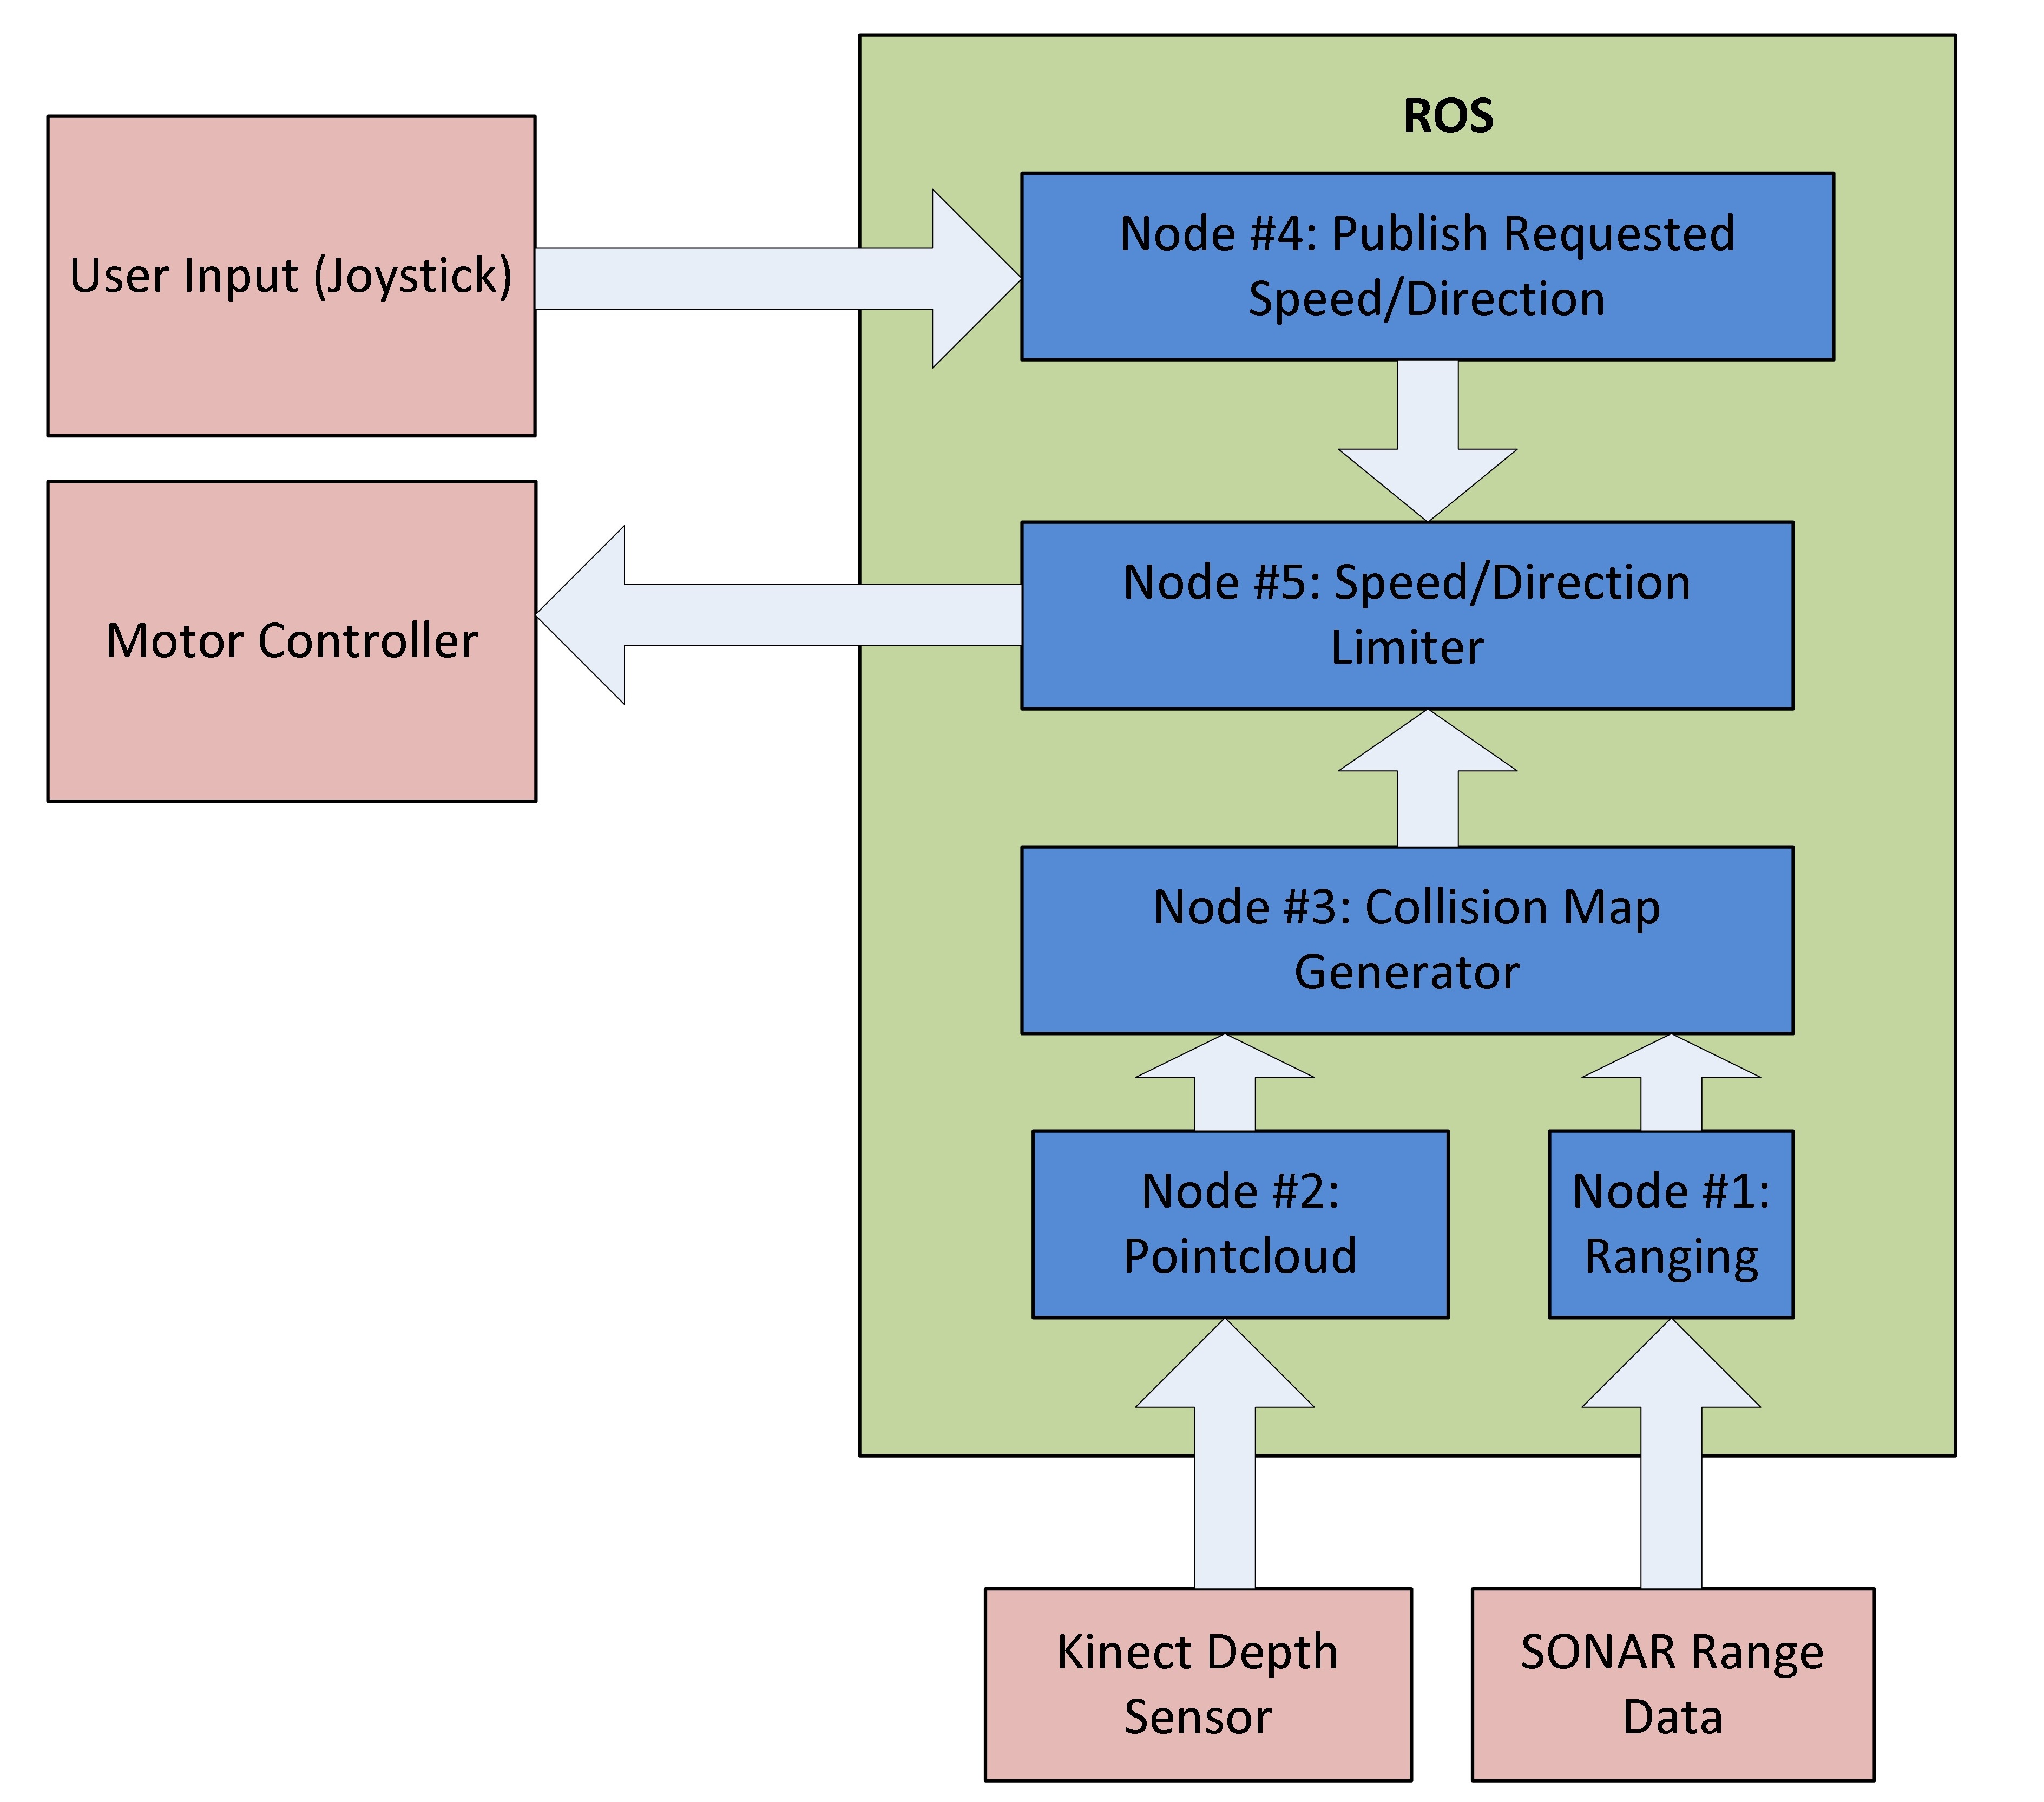 ROS
User Input (Joystick)
Node #4: Publish Requested
Speed/Direction
Motor Controller
Node #5: Speed/Direction
Limiter
Node #3: Collision Map
Generator
Node #2:
Pointcloud
Node #1:
Ranging
Kinect Depth
Sensor
SONAR Range
Data